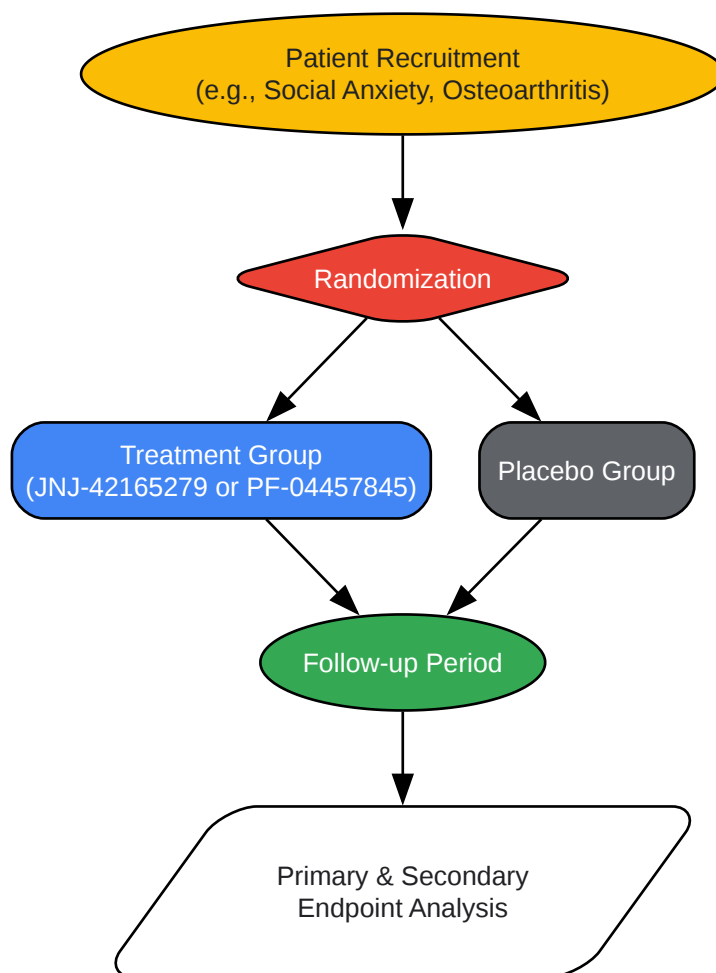 Patient Recruitment
(e.g., Social Anxiety, Osteoarthritis)
Randomization
Treatment Group
(JNJ-42165279 or PF-04457845)
Placebo Group
Follow-up Period
Primary & Secondary
Endpoint Analysis